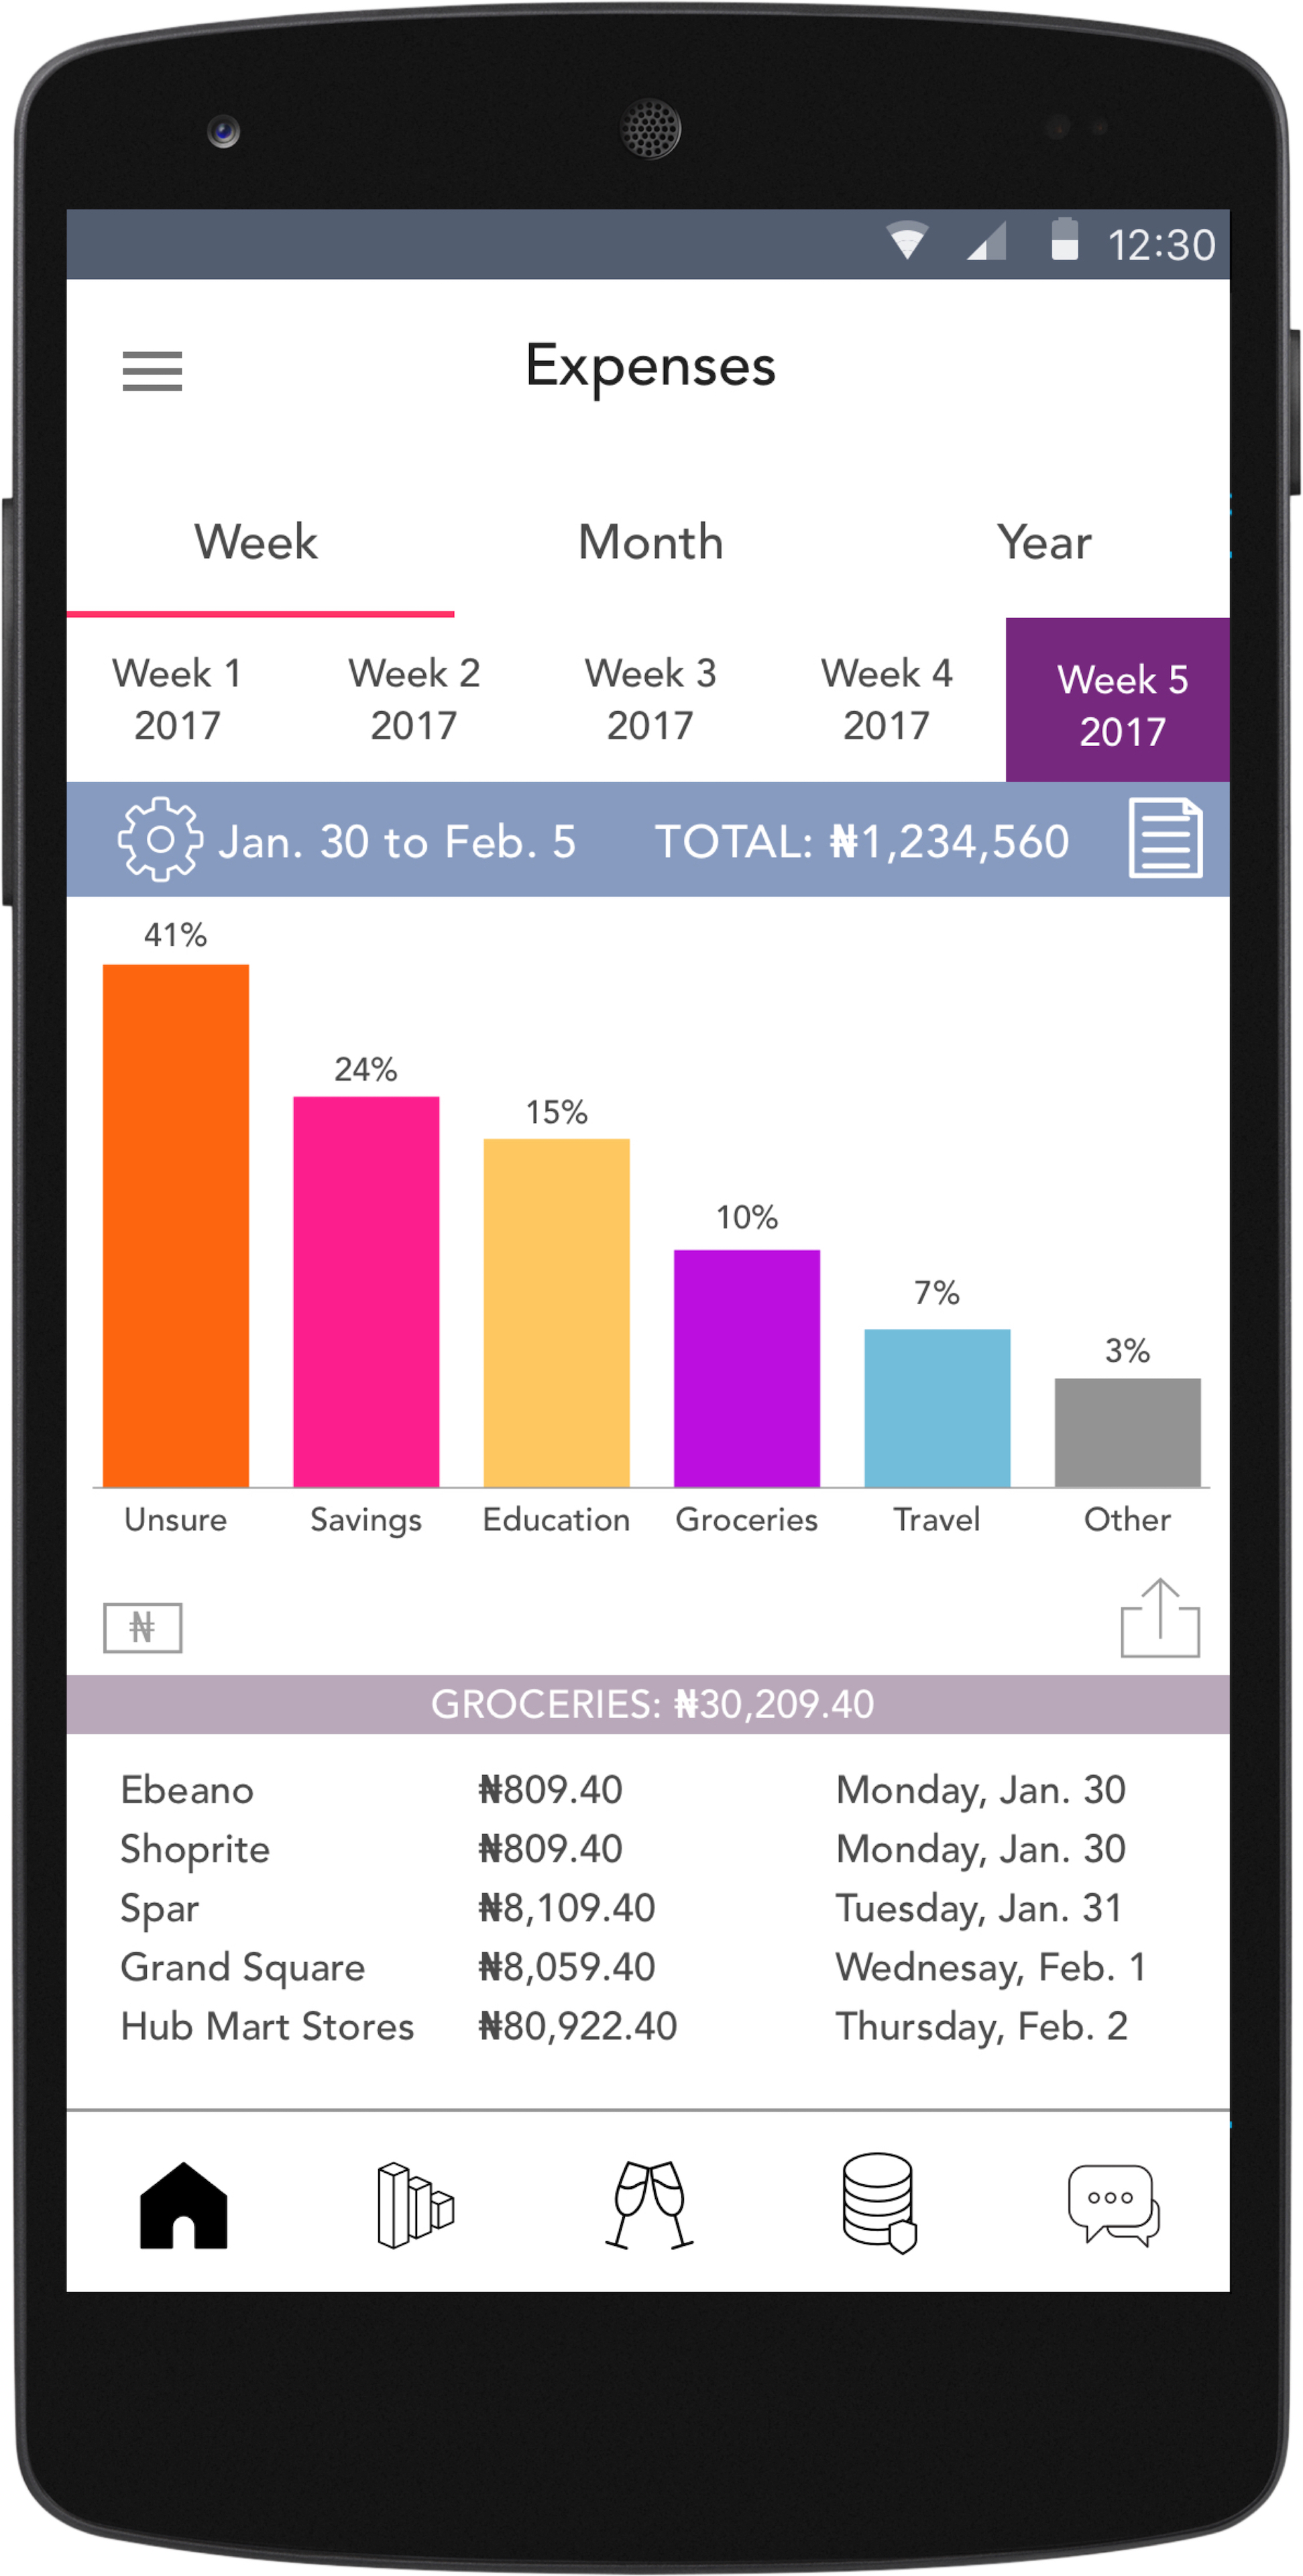 12:30
Expenses
Week Month Year
Week 1 Week 2 Week 3 Week 4 Week 5
2017 2017 2017 2017 2017
Jan. 30 to Feb. 5 TOTAL: ₦1,234,560
41%
24%
15%
10%
7%
3%
Unsure Savings Education Groceries Travel Other
₦
GROCERIES: ₦30,209.40
Ebeano ₦809.40 Monday, Jan. 30
Shoprite ₦809.40 Monday, Jan. 30
Spar ₦8,109.40 Tuesday, Jan. 31
Grand Square ₦8,059.40 Wednesay, Feb. 1
Hub Mart Stores ₦80,922.40 Thursday, Feb. 2